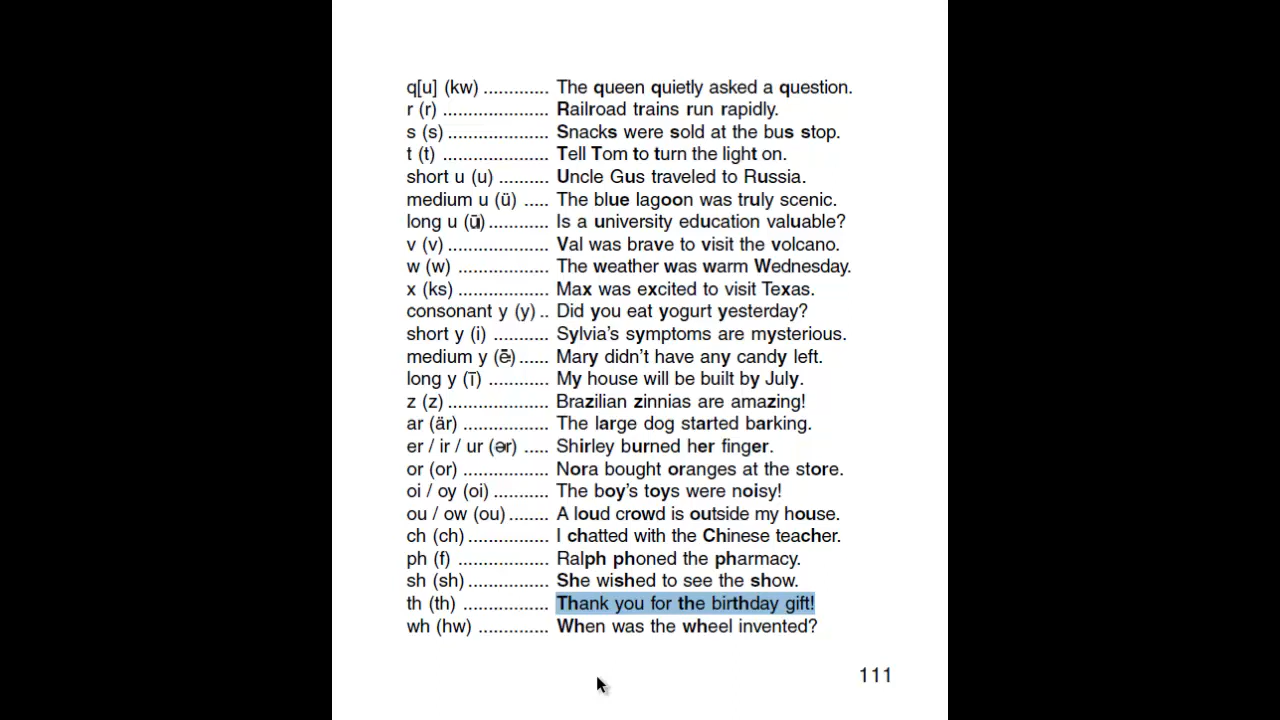 q[u] (kw) ............. The queen quietly asked a question.
r (r) ..................... Railroad trains run rapidly.
s (s) .................... Snacks were sold at the bus stop.
t (t) ..................... Tell Tom to turn the light on.
short u (u) .......... Uncle Gus traveled to Russia.
medium u (ü) ..... The blue lagoon was truly scenic.
long u (ū) ............ Is a university education valuable?
v (v) .................... Val was brave to visit the volcano.
w (w) .................. The weather was warm Wednesday.
x (ks) .................. Max was excited to visit Texas.
consonant y (y) .. Did you eat yogurt yesterday?
short y (i) ........... Sylvia's symptoms are mysterious.
medium y (ē) ...... Mary didn't have any candy left.
long y (ī) ............ My house will be built by July.
z (z) .................... Brazilian zinnias are amazing!
ar (är) ................. The large dog started barking.
er / ir / ur (ər) ..... Shirley burned her finger.
or (or) ................. Nora bought oranges at the store.
oi / oy (oi) ........... The boy's toys were noisy!
ou / ow (ou) ........ A loud crowd is outside my house.
ch (ch) ................ I chatted with the Chinese teacher.
ph (f) .................. Ralph phoned the pharmacy.
sh (sh) ................ She wished to see the show.
th (th) ................. Thank you for the birthday gift!
wh (hw) .............. When was the wheel invented?
111